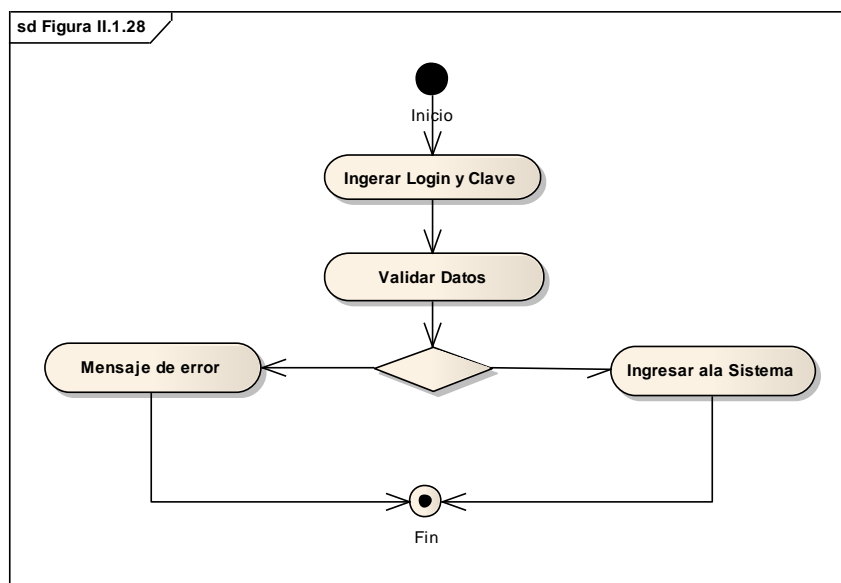 sd Figura II.1.28
Inicio
Ingerar Login y Clave
Validar Datos
Mensaje de error
Ingresar ala Sistema
Fin